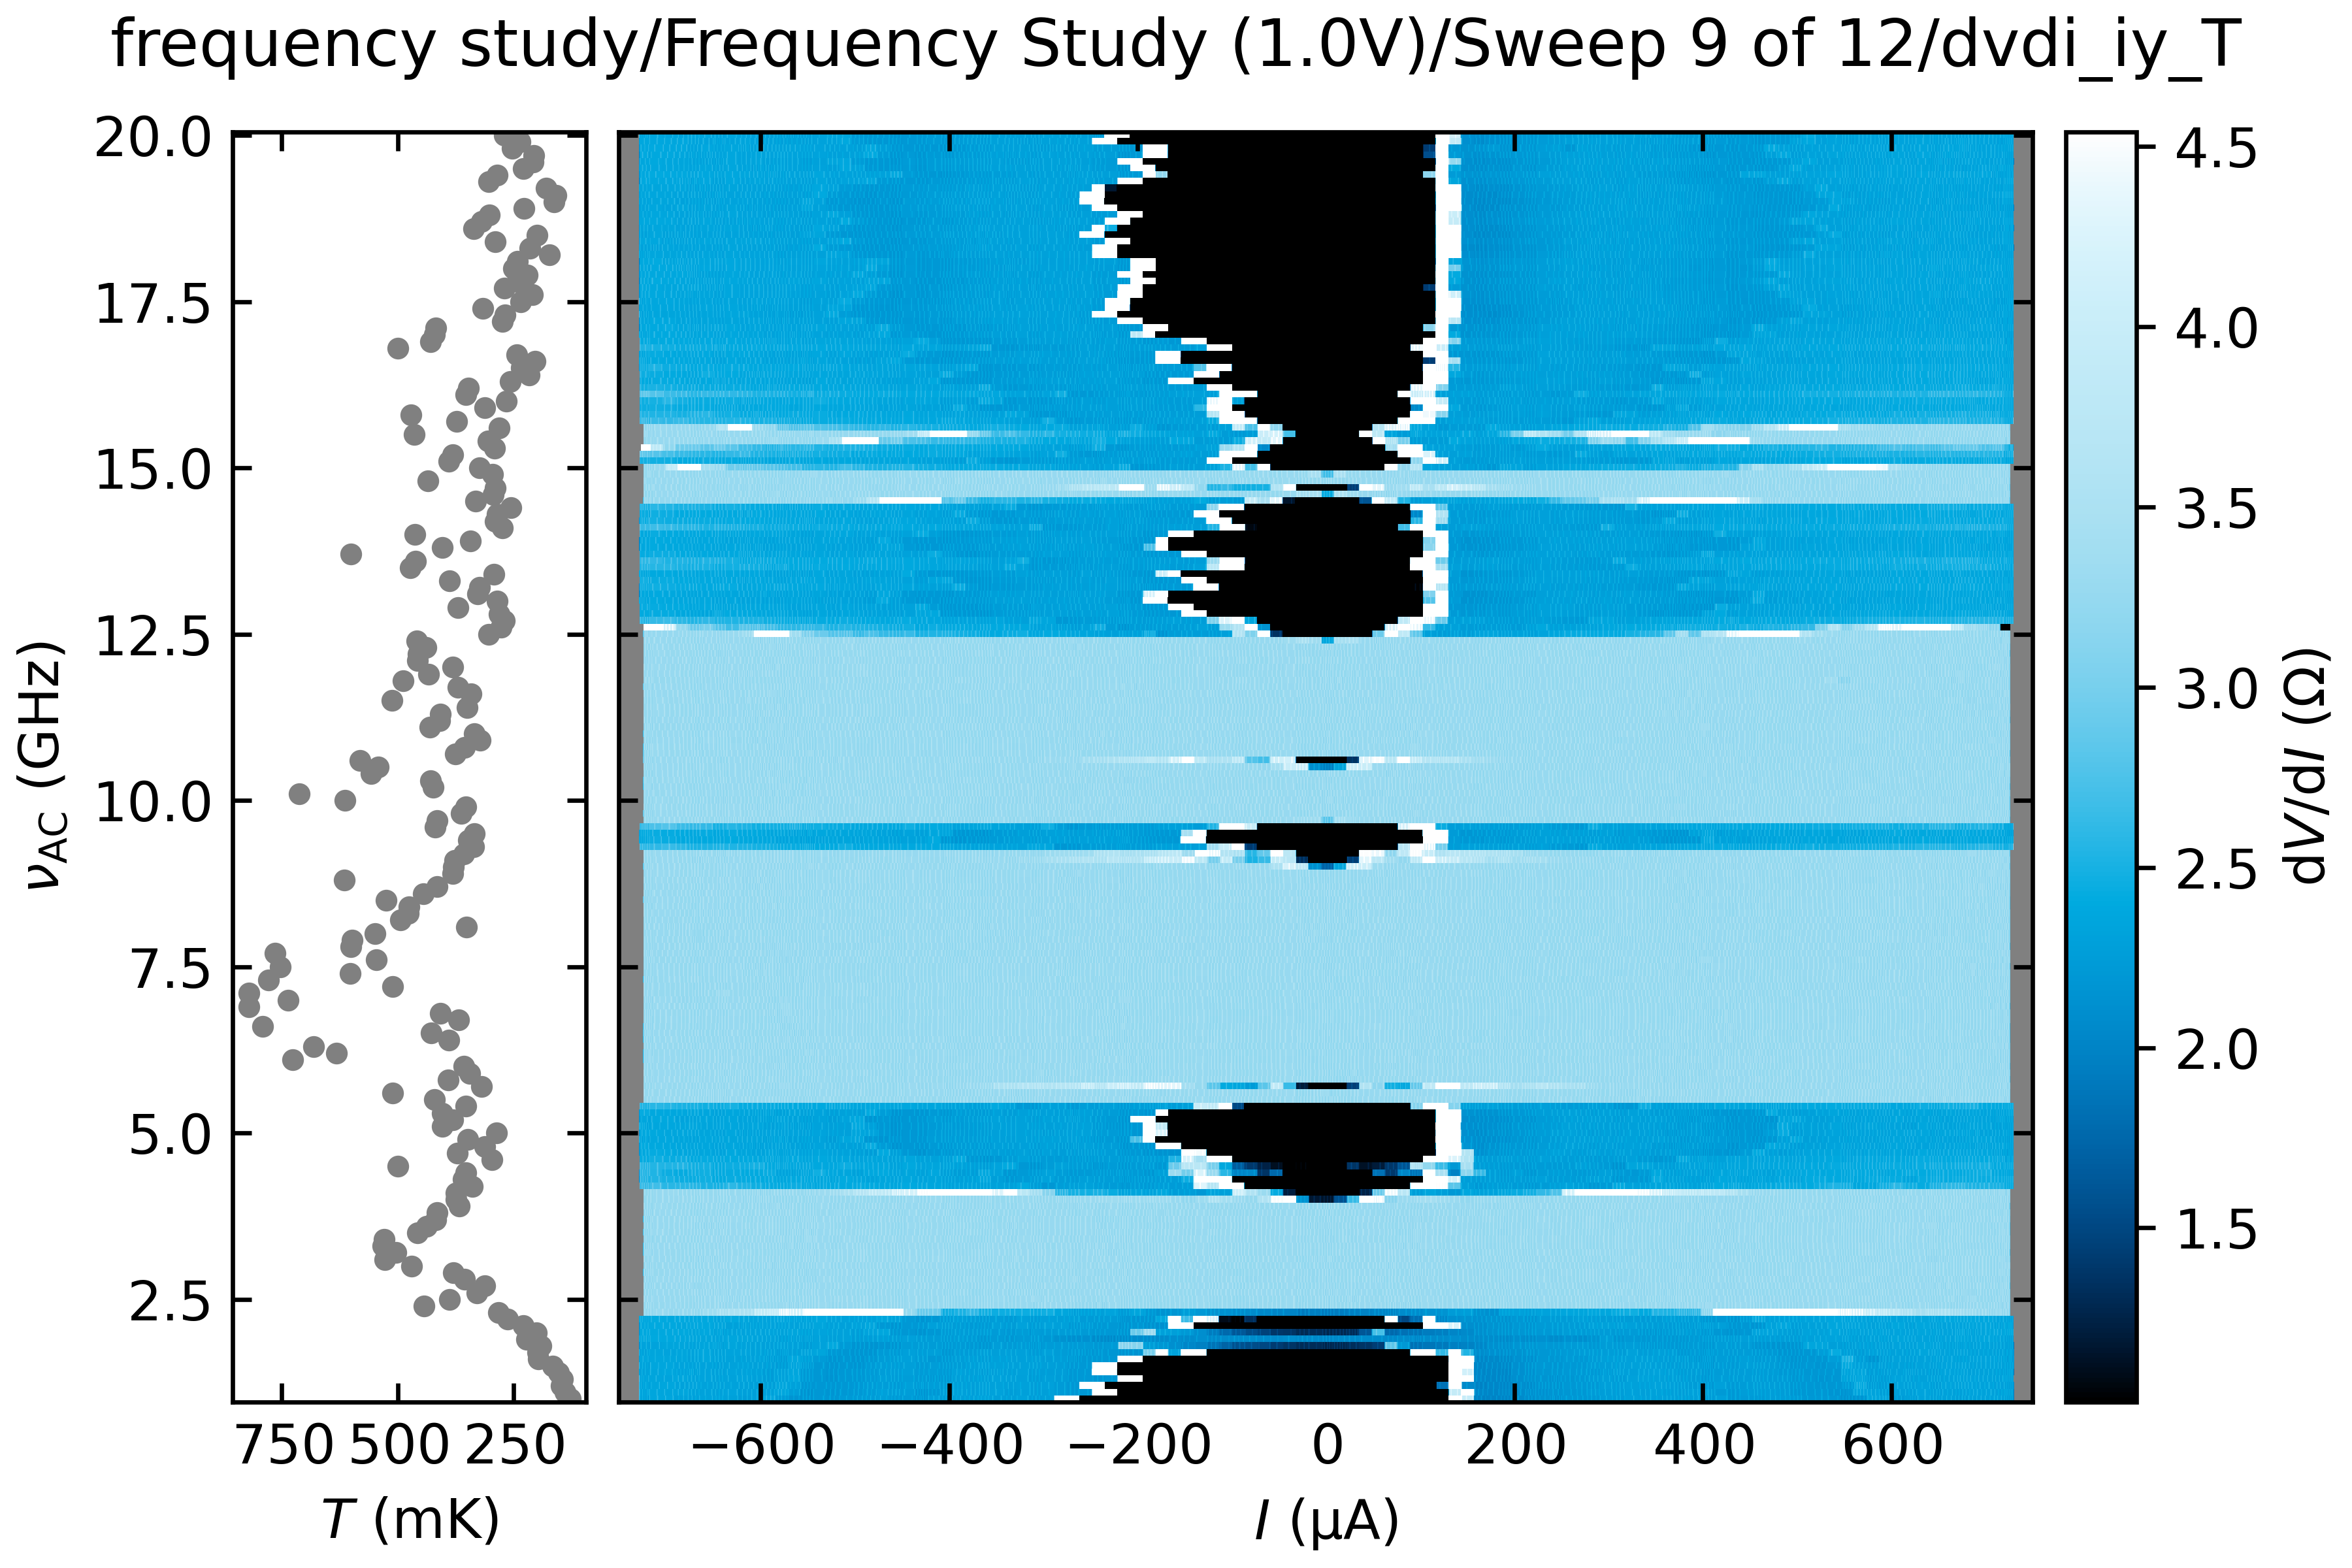 frequency study/Frequency Study (1.0V)/Sweep 9 of 12/dvdi_iy_T
20.0
17.5
15.0
12.5
10.0
7.5
5.0
2.5
ν_AC (GHz)
750 500 250
T (mK)
−600 −400 −200 0 200 400 600
I (µA)
4.5
4.0
3.5
3.0
2.5
2.0
1.5
dV/dI (Ω)